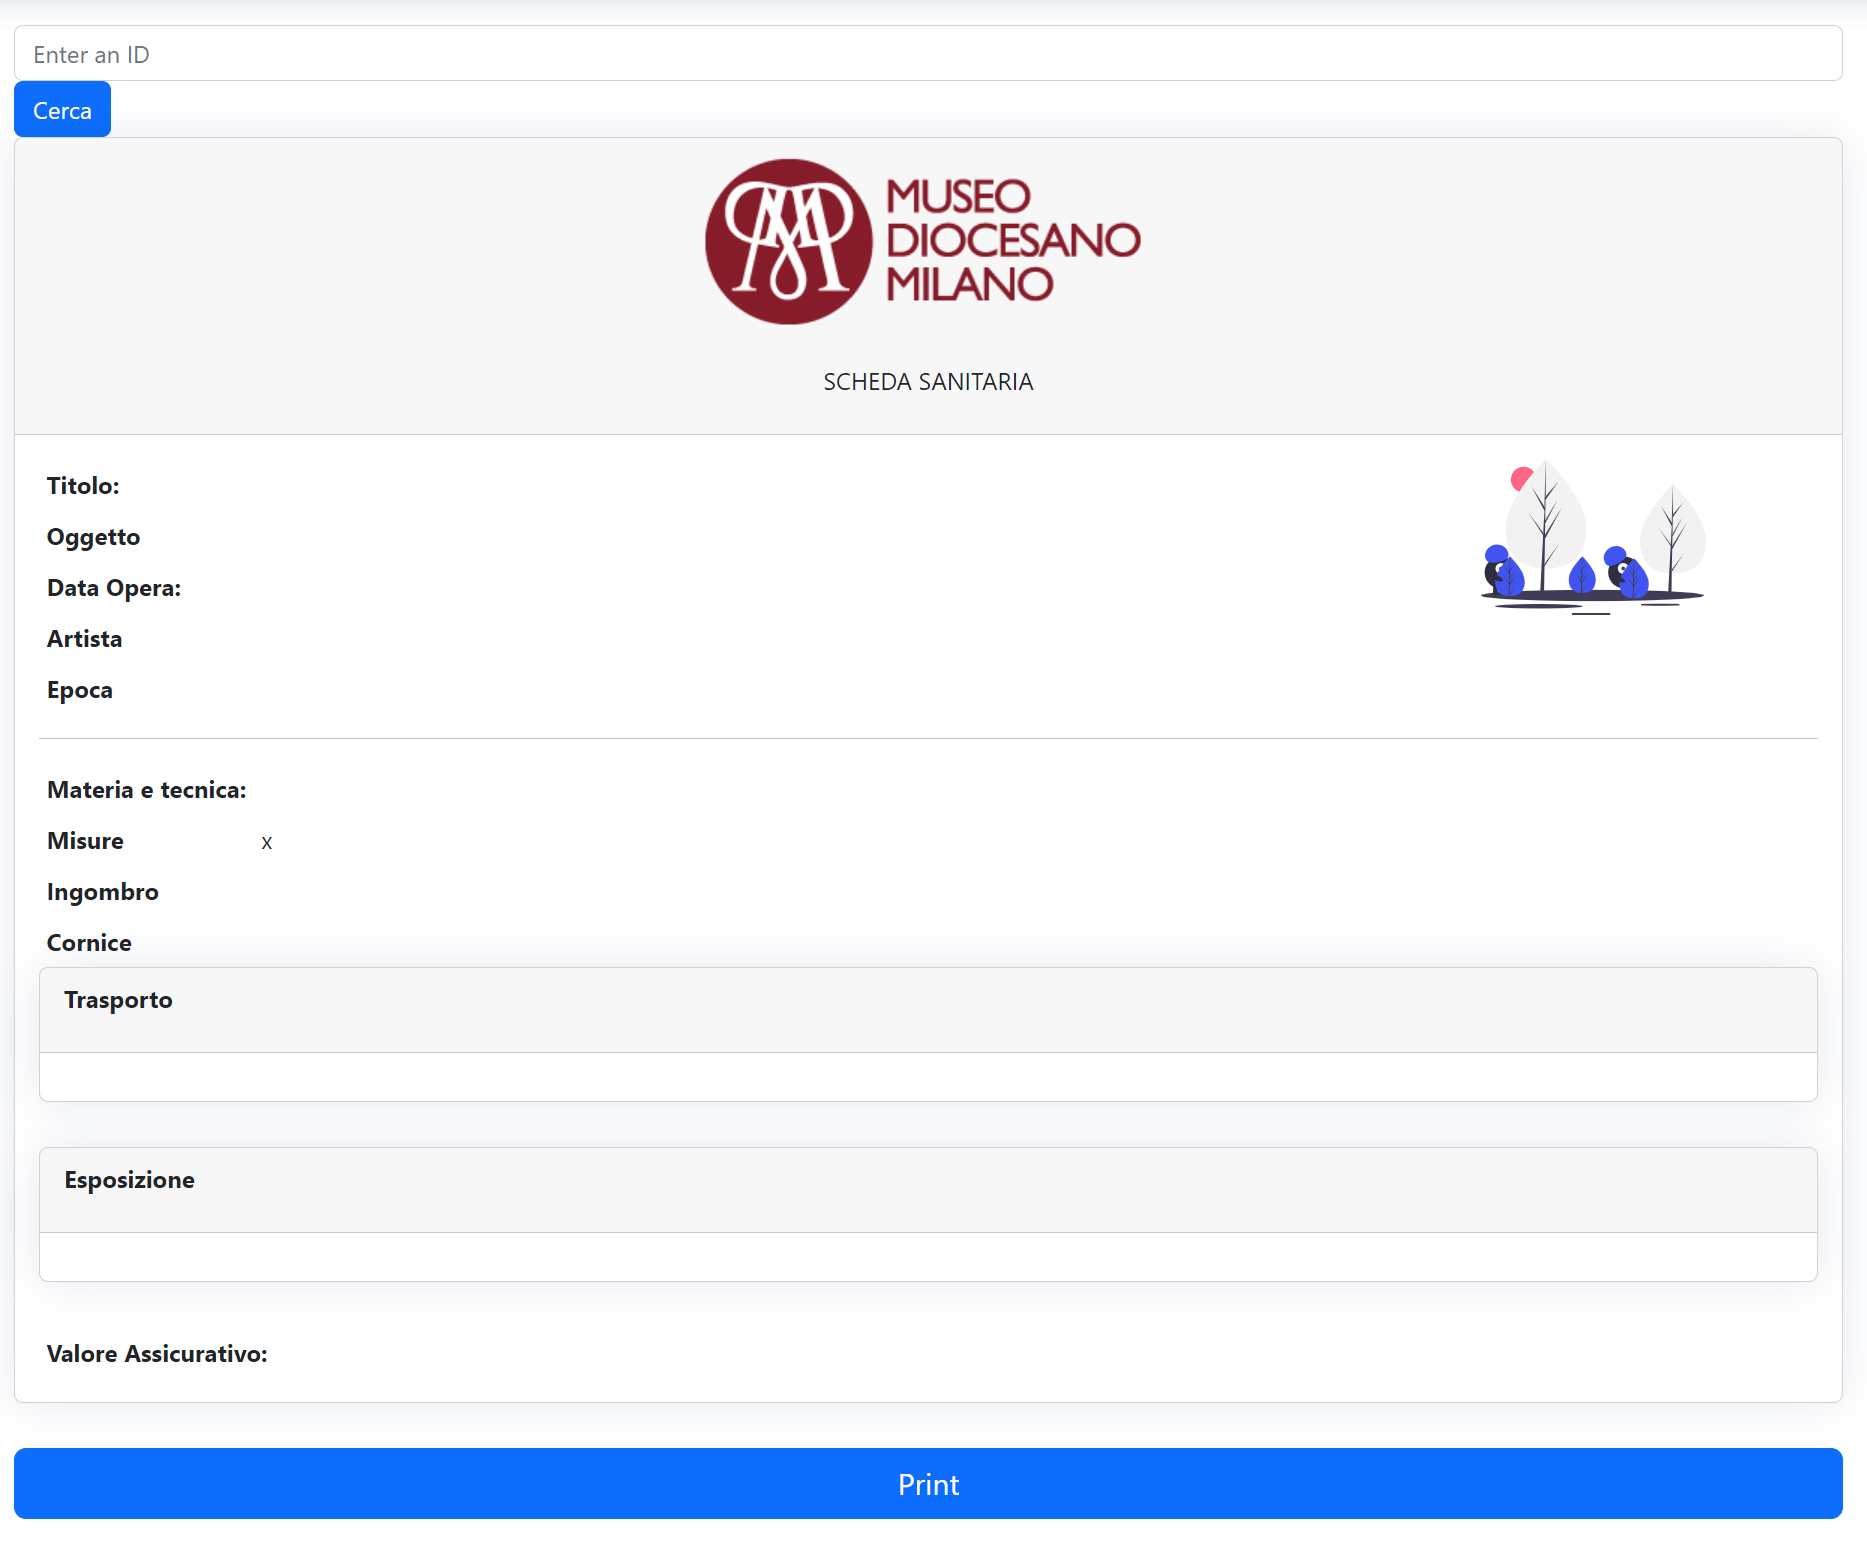 Enter an ID
Cerca
MUSEO
DIOCESANO
MILANO
SCHEDA SANITARIA
Titolo:
Oggetto
Data Opera:
Artista
Epoca
Materia e tecnica:
Misure x
Ingombro
Cornice
Trasporto
Esposizione
Valore Assicurativo:
Print